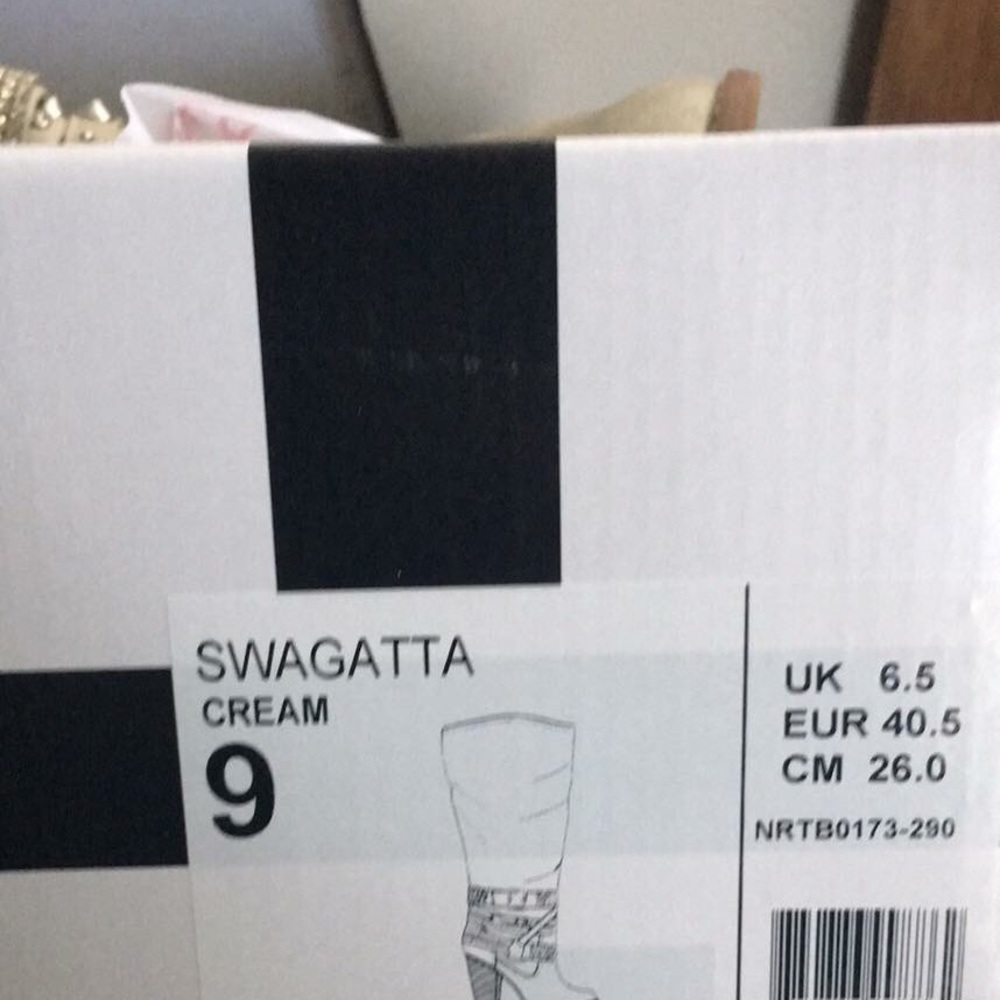 SWAGATTA
CREAM
9
UK 6.5
EUR 40.5
CM 26.0
NRTB0173-290